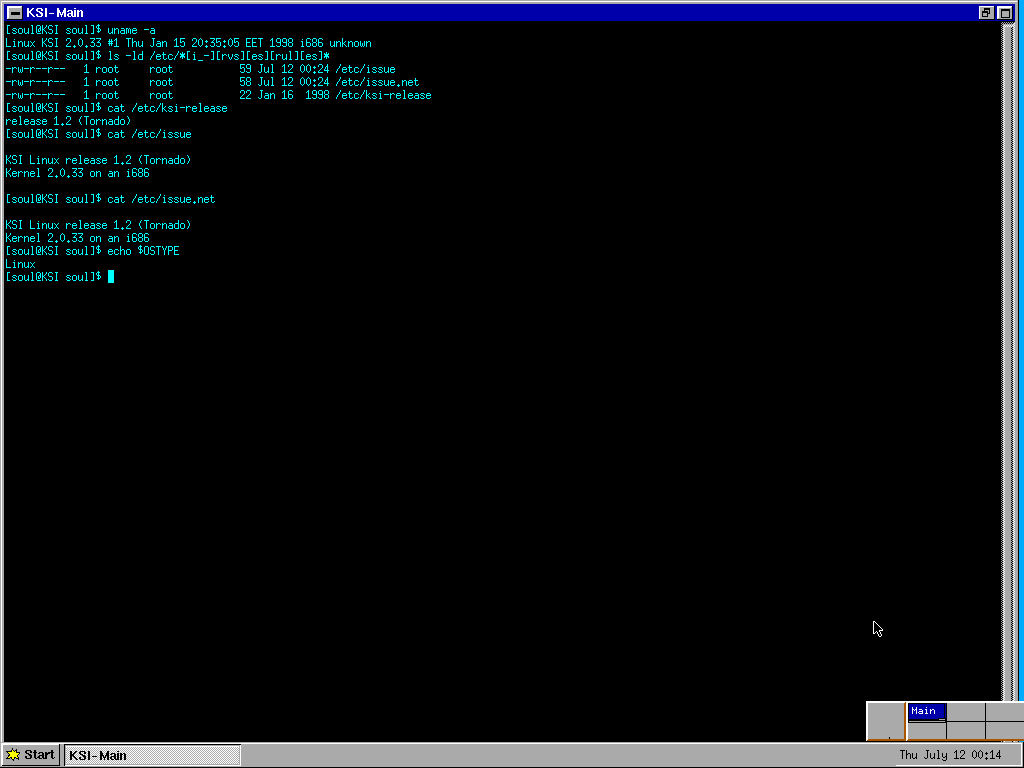 KSI-Main
[soul@KSI soul]$ uname -a
Linux KSI 2.0.33 #1 Thu Jan 15 20:35:05 EET 1998 i686 unknown
[soul@KSI soul]$ ls -ld /etc/*[i_-][rvs][es][rul][es]*
-rw-r--r--   1 root     root           59 Jul 12 00:24 /etc/issue
-rw-r--r--   1 root     root           58 Jul 12 00:24 /etc/issue.net
-rw-r--r--   1 root     root           22 Jan 16  1998 /etc/ksi-release
[soul@KSI soul]$ cat /etc/ksi-release
release 1.2 (Tornado)
[soul@KSI soul]$ cat /etc/issue
KSI Linux release 1.2 (Tornado)
Kernel 2.0.33 on an i686
[soul@KSI soul]$ cat /etc/issue.net
KSI Linux release 1.2 (Tornado)
Kernel 2.0.33 on an i686
[soul@KSI soul]$ echo $OSTYPE
Linux
[soul@KSI soul]$
Main
Start
KSI-Main
Thu July 12 00:14